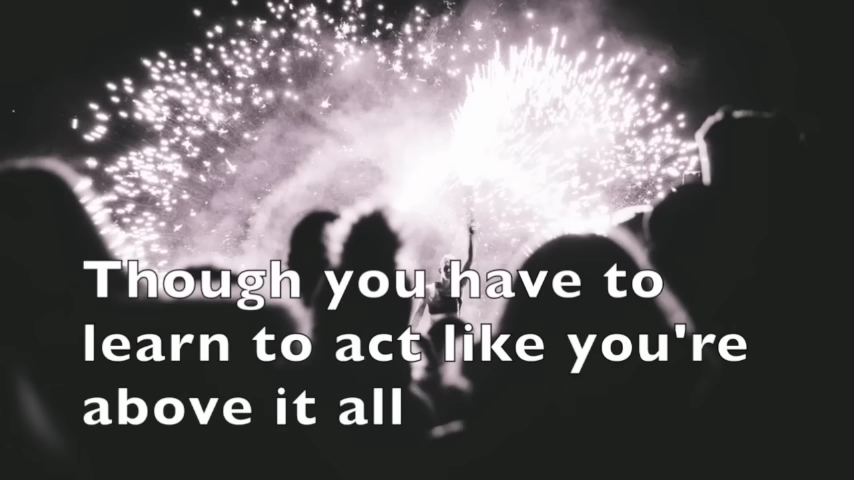 Though you have to
learn to act like you're
above it all